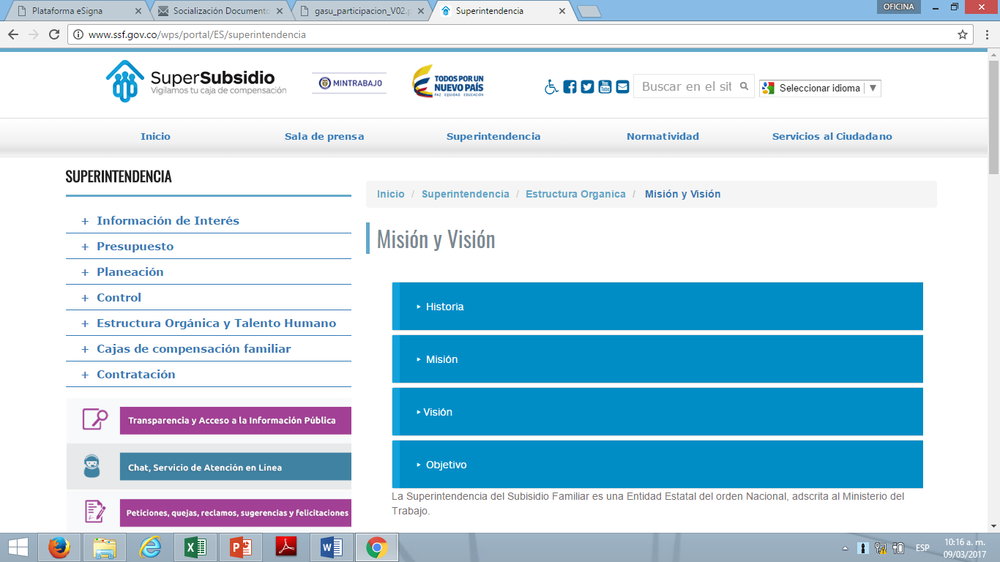 Plataforma eSigna
Socialización Documento
gasu_participacion_V02.p
Superintendencia
OFICINA
www.ssf.gov.co/wps/portal/ES/superintendencia
SuperSubsidio
Vigilamos tu caja de compensación
MINTRABAJO
TODOS POR UN
NUEVO PAÍS
PAZ EQUIDAD EDUCACIÓN
You Tube
Buscar en el sit
Seleccionar idioma ▼
Inicio
Sala de prensa
Superintendencia
Normatividad
Servicios al Ciudadano
SUPERINTENDENCIA
+ Información de Interés
+ Presupuesto
+ Planeación
+ Control
+ Estructura Orgánica y Talento Humano
+ Cajas de compensación familiar
+ Contratación
Transparencia y Acceso a la Información Pública
Chat, Servicio de Atención en Línea
Peticiones, quejas, reclamos, sugerencias y felicitaciones
Inicio / Superintendencia / Estructura Organica / Misión y Visión
Misión y Visión
Historia
Misión
Visión
Objetivo
La Superintendencia del Subisidio Familiar es una Entidad Estatal del orden Nacional, adscrita al Ministerio del
Trabajo.
ESP
10:16 a. m.
09/03/2017